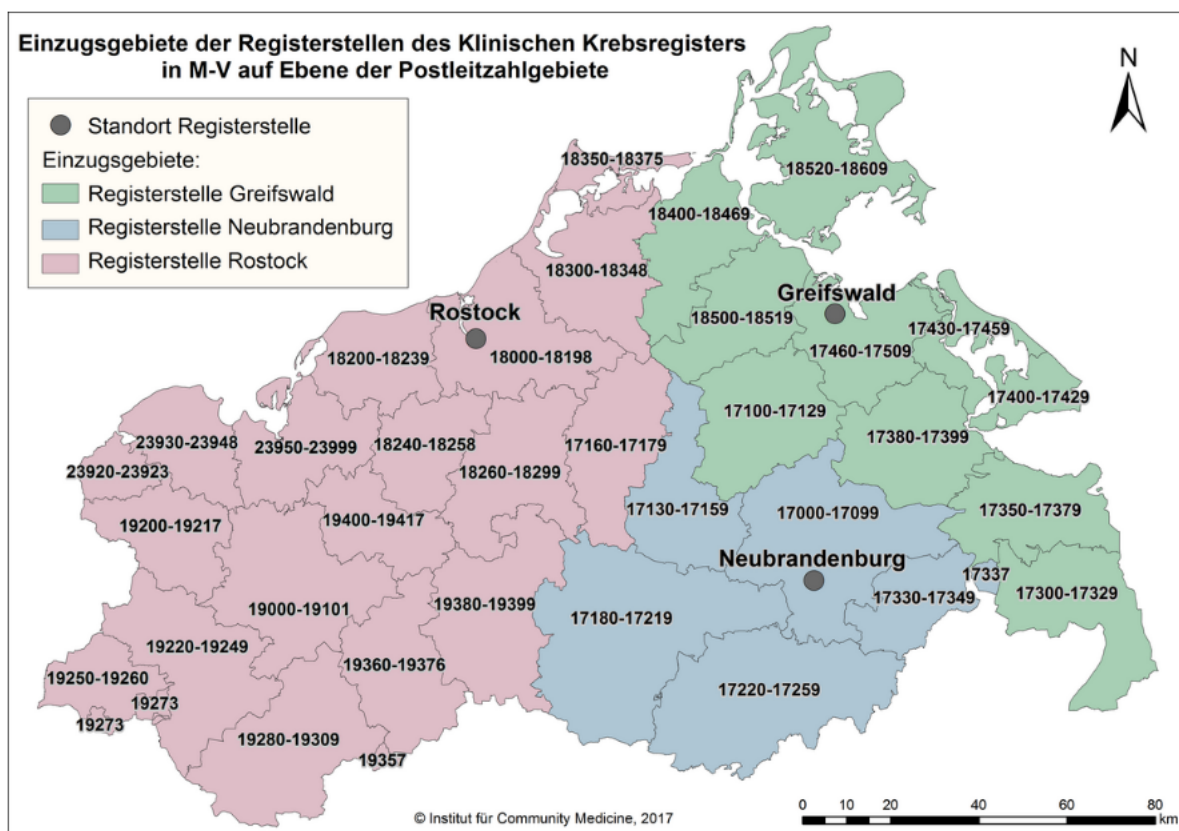 Einzugsgebiete der Registerstellen des Klinischen Krebsregisters
in M-V auf Ebene der Postleitzahlgebiete
N
Standort Registerstelle
Einzugsgebiete:
Registerstelle Greifswald
Registerstelle Neubrandenburg
Registerstelle Rostock
18350-18375
18520-18609
18400-18469
18300-18348
Greifswald
Rostock
18500-18519
17430-17459
18200-18239
18000-18198
17460-17509
17400-17429
17100-17129
23930-23948
23950-23999
18240-18258
17160-17179
17380-17399
23920-23923
18260-18299
19200-19217
19400-19417
17130-17159
17000-17099
17350-17379
Neubrandenburg
17337
19000-19101
19380-19399
17180-17219
17330-17349
17300-17329
19220-19249
19360-19376
19250-19260
17220-17259
19273
19273
19280-19309
19357
© Institut für Community Medicine, 2017
0 5 10 20 40 60 80
km